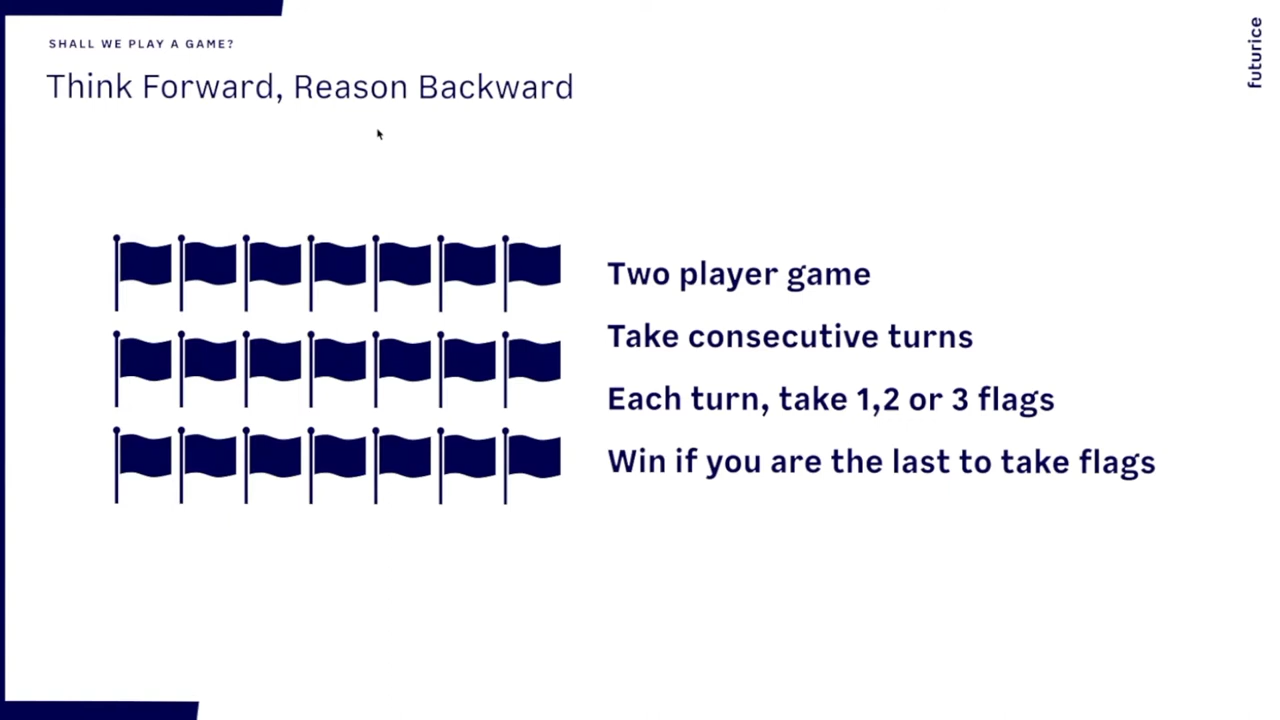 SHALL WE PLAY A GAME?
Think Forward, Reason Backward
futurice
Two player game
Take consecutive turns
Each turn, take 1,2 or 3 flags
Win if you are the last to take flags